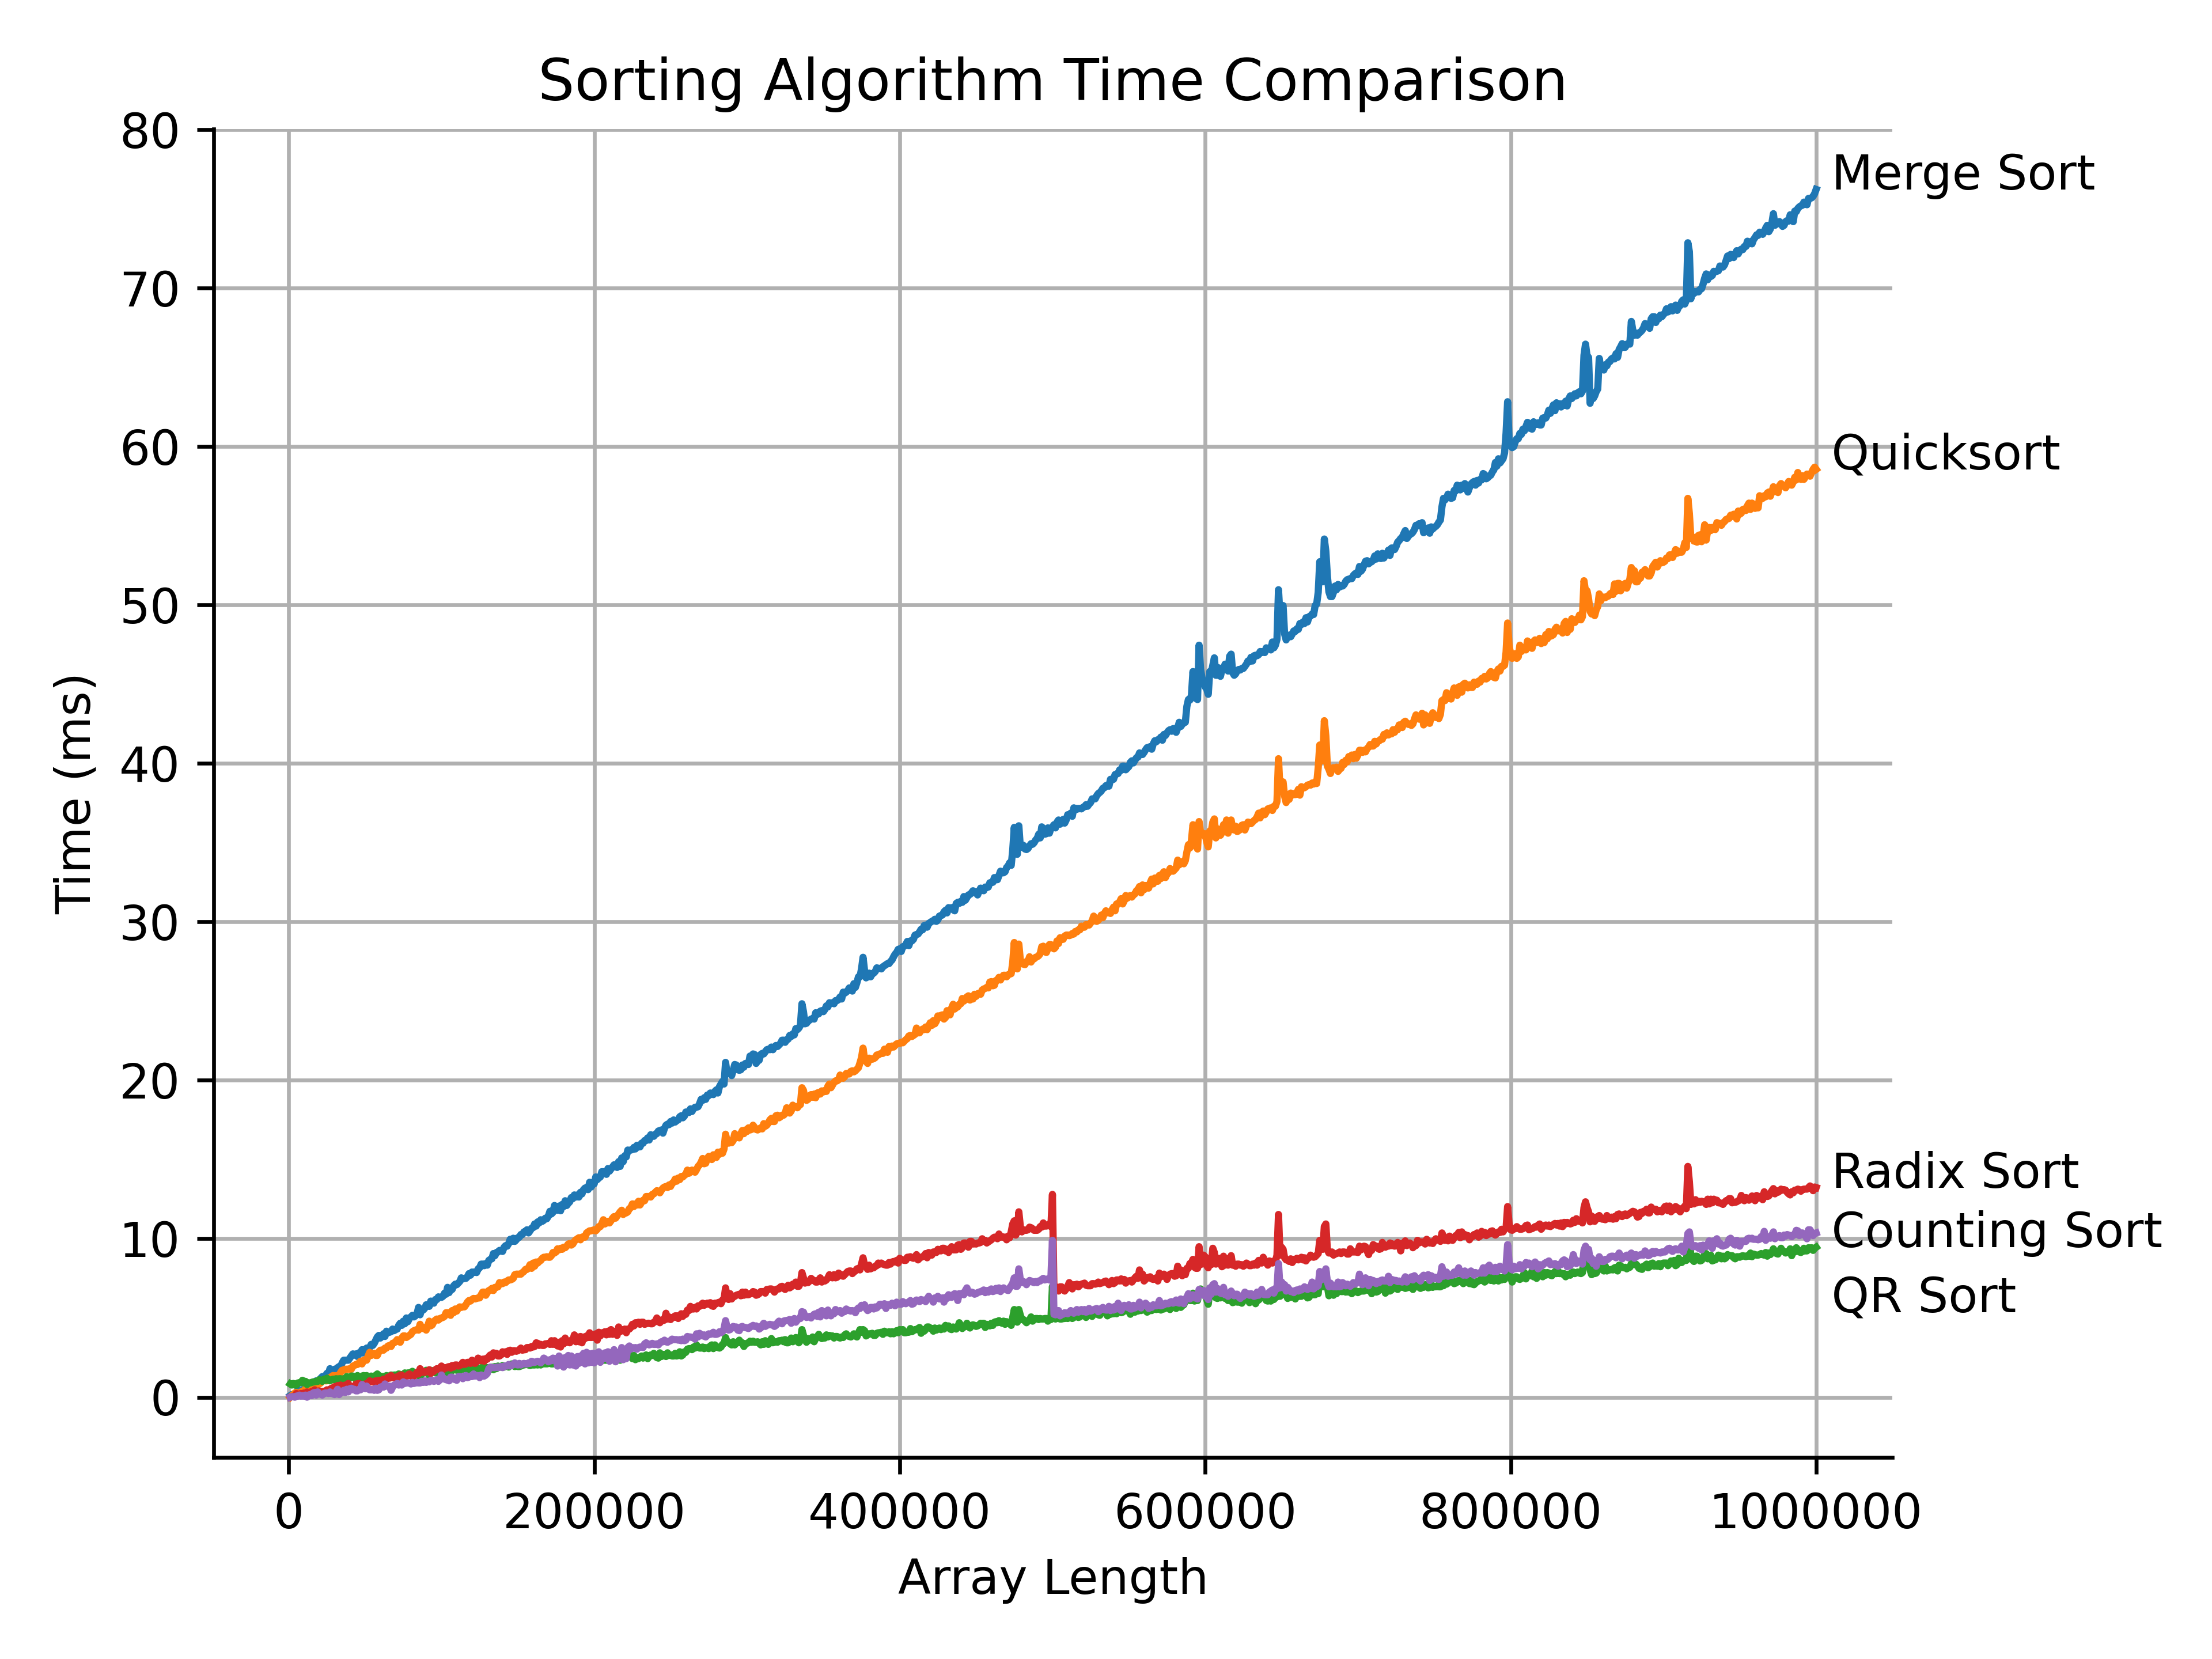 Sorting Algorithm Time Comparison
80
70
60
50
40
30
20
10
0
Time (ms)
Merge Sort
Quicksort
Radix Sort
Counting Sort
QR Sort
0 200000 400000 600000 800000 1000000
Array Length